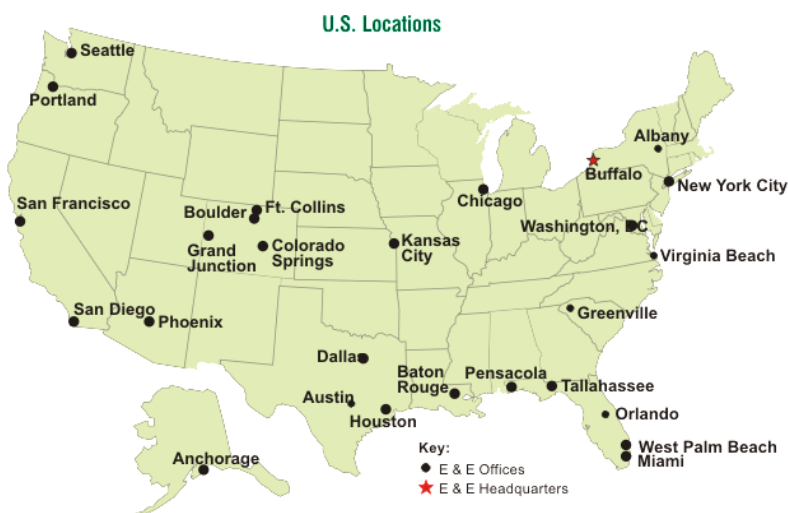 U.S. Locations
Seattle
Portland
Albany
Buffalo
New York City
Chicago
San Francisco
Boulder
Ft. Collins
Washington, DC
Kansas
City
Grand
Junction
Colorado
Springs
Virginia Beach
San Diego
Phoenix
Greenville
Dallas
Baton
Rouge
Pensacola
Tallahassee
Austin
Houston
Orlando
West Palm Beach
Miami
Anchorage
Key:
E & E Offices
E & E Headquarters